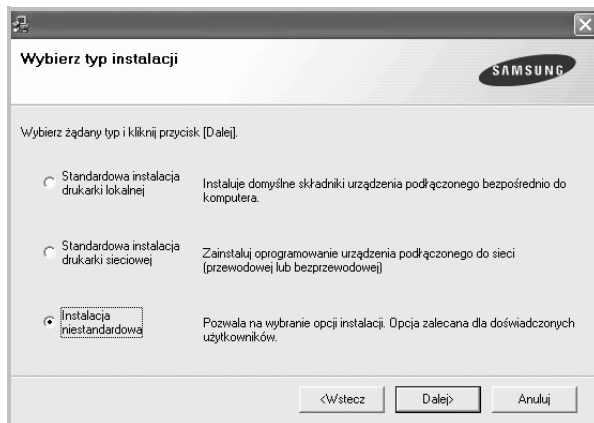 Wybierz typ instalacji
SAMSUNG
Wybierz żądany typ i kliknij przycisk [Dalej].
Standardowa instalacja
drukarki lokalnej
Instaluje domyślne składniki urządzenia podłączonego bezpośrednio do
komputera.
Standardowa instalacja
drukarki sieciowej
Zainstaluj oprogramowanie urządzenia podłączonego do sieci
(przewodowej lub bezprzewodowej)
Instalacja
niestandardowa
Pozwala na wybranie opcji instalacji. Opcja zalecana dla doświadczonych
użytkowników.
<Wstecz
Dalej>
Anuluj